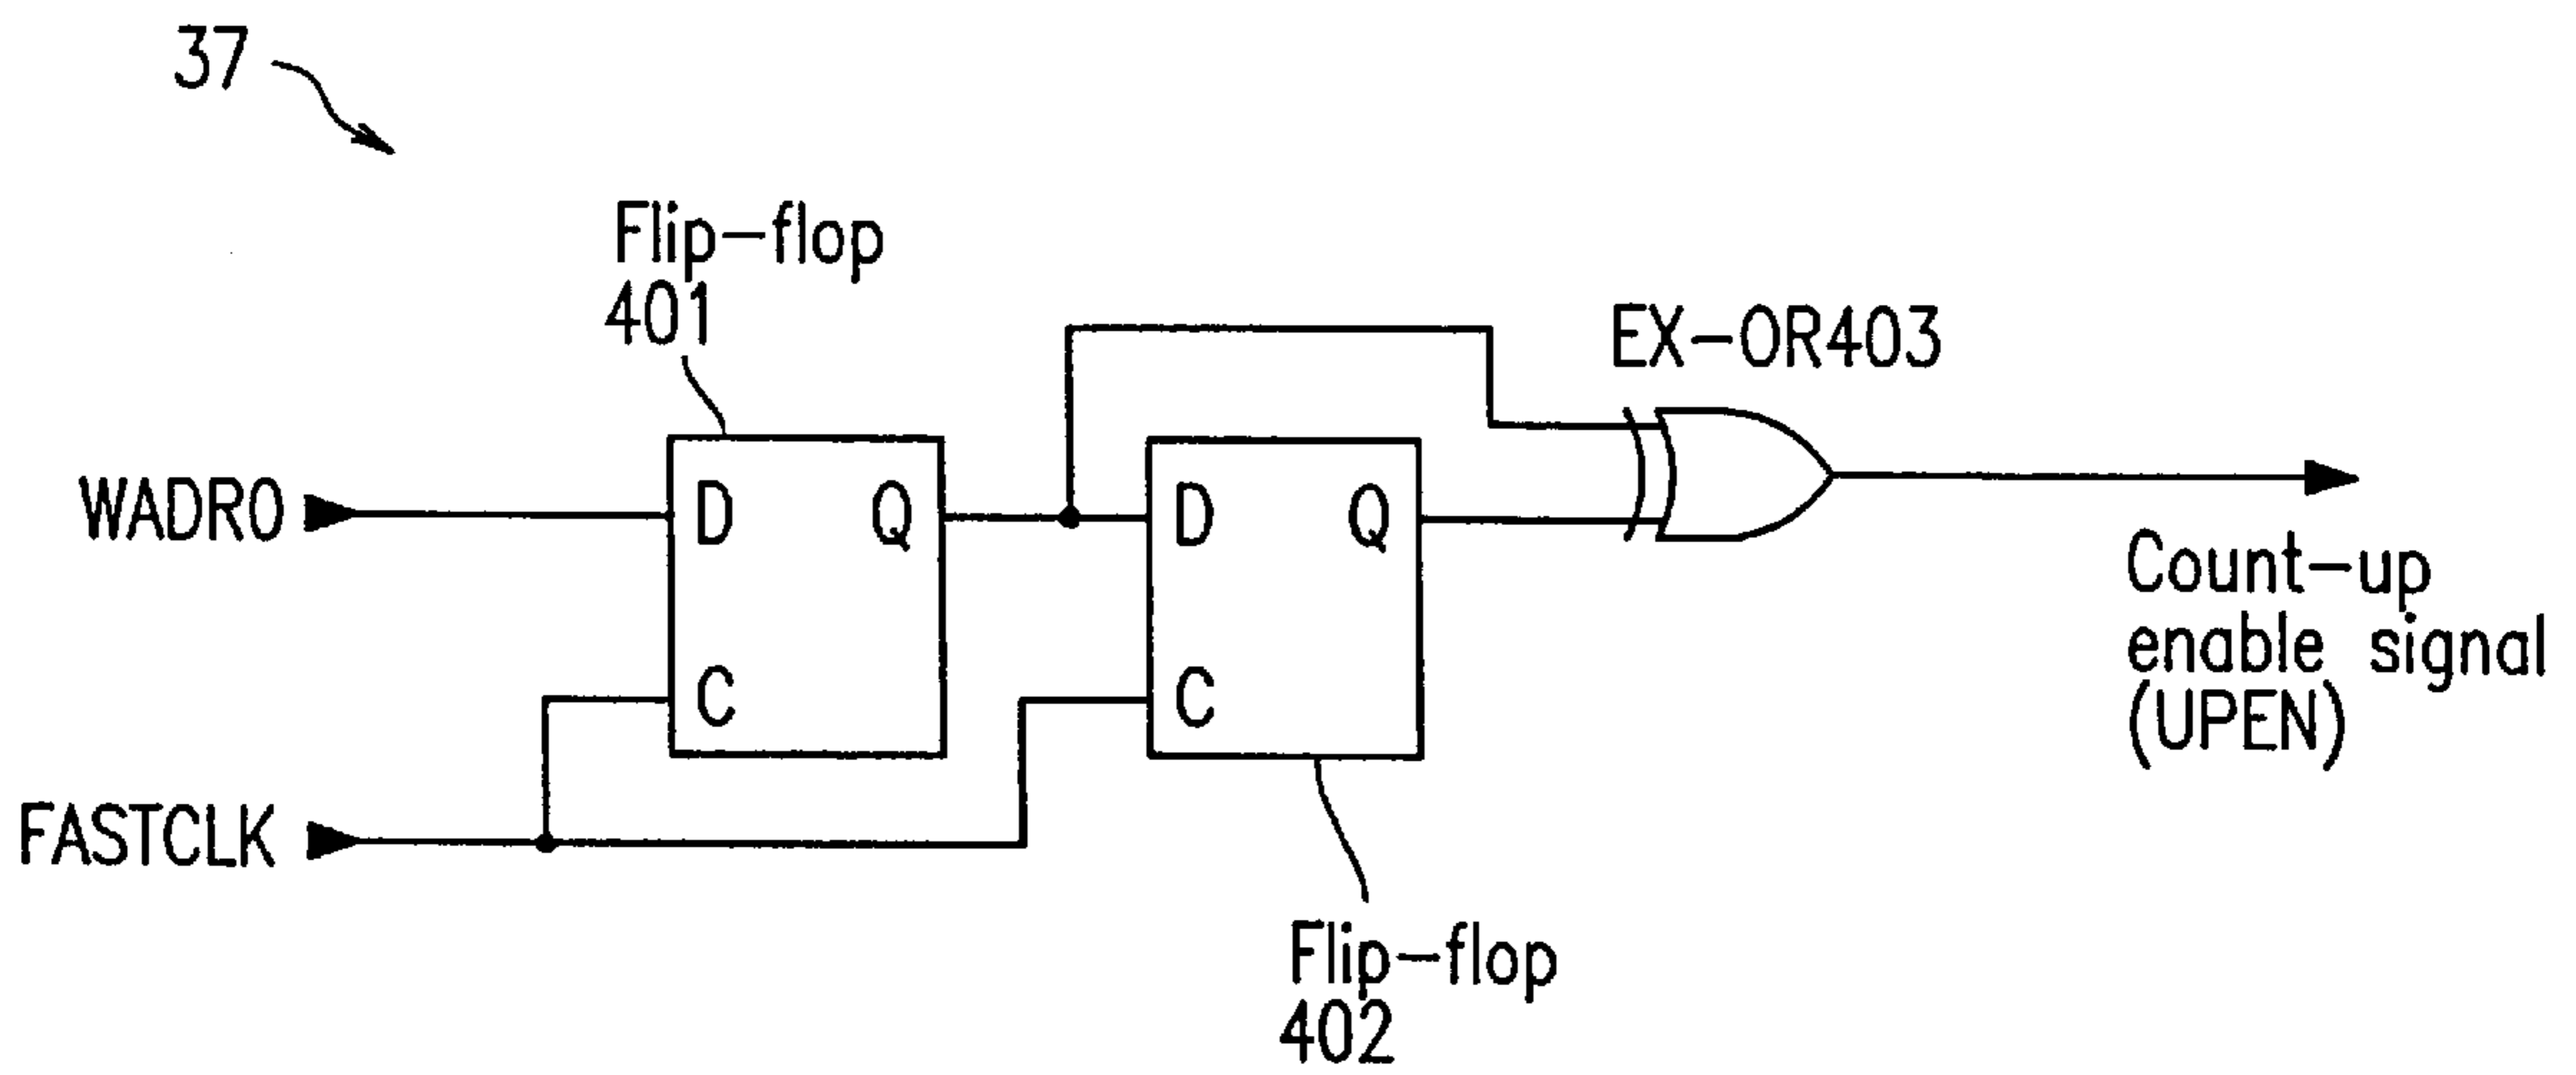 37
Flip-flop
401
EX-OR403
WADR0
D
Q
D
Q
C
C
Count-up
enable signal
(UPEN)
FASTCLK
Flip-flop
402